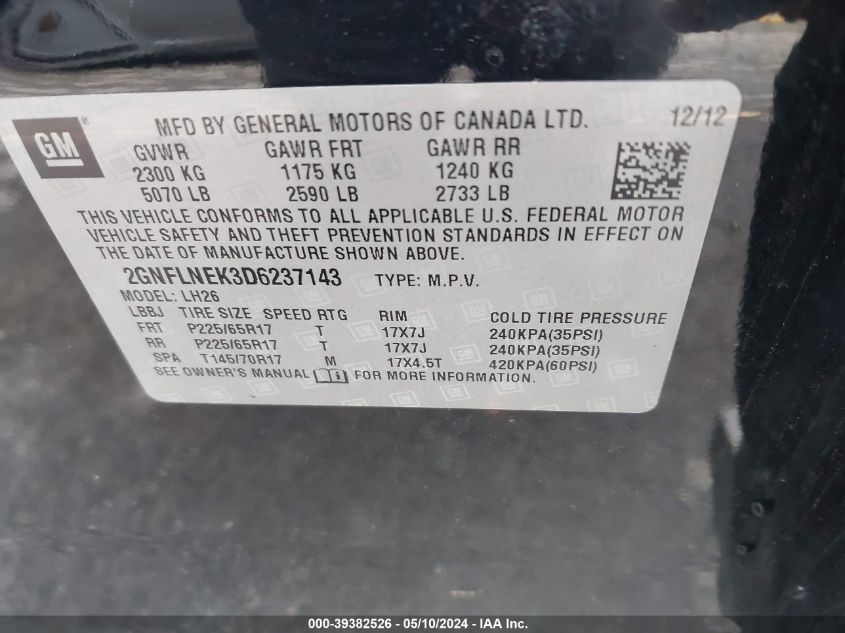 GM ® MFD BY GENERAL MOTORS OF CANADA LTD. 12/12
GVWR GAWR FRT GAWR RR
2300 KG 1175 KG 1240 KG
5070 LB 2590 LB 2733 LB
THIS VEHICLE CONFORMS TO ALL APPLICABLE U.S. FEDERAL MOTOR
VEHICLE SAFETY AND THEFT PREVENTION STANDARDS IN EFFECT ON
THE DATE OF MANUFACTURE SHOWN ABOVE.
2GNFLNEK3D6237143 TYPE: M.P.V.
MODEL: LH26
LBBJ TIRE SIZE SPEED RTG RIM COLD TIRE PRESSURE
FRT P225/65R17 T 17X7J 240KPA(35PSI)
RR P225/65R17 T 17X7J 240KPA(35PSI)
SPA T145/70R17 M 17X4.5T 420KPA(60PSI)
SEE OWNER'S MANUAL i FOR MORE INFORMATION.
000-39382526 - 05/10/2024 - IAA Inc.